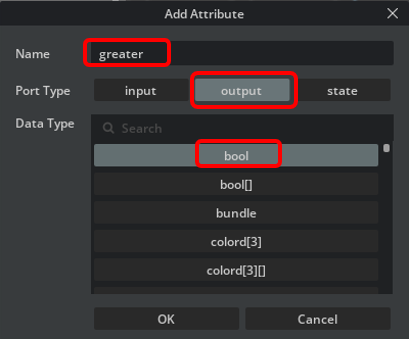 Add Attribute
Name greater
Port Type input output state
Data Type Search
bool
bool[]
bundle
colord[3]
colord[3][]
OK Cancel